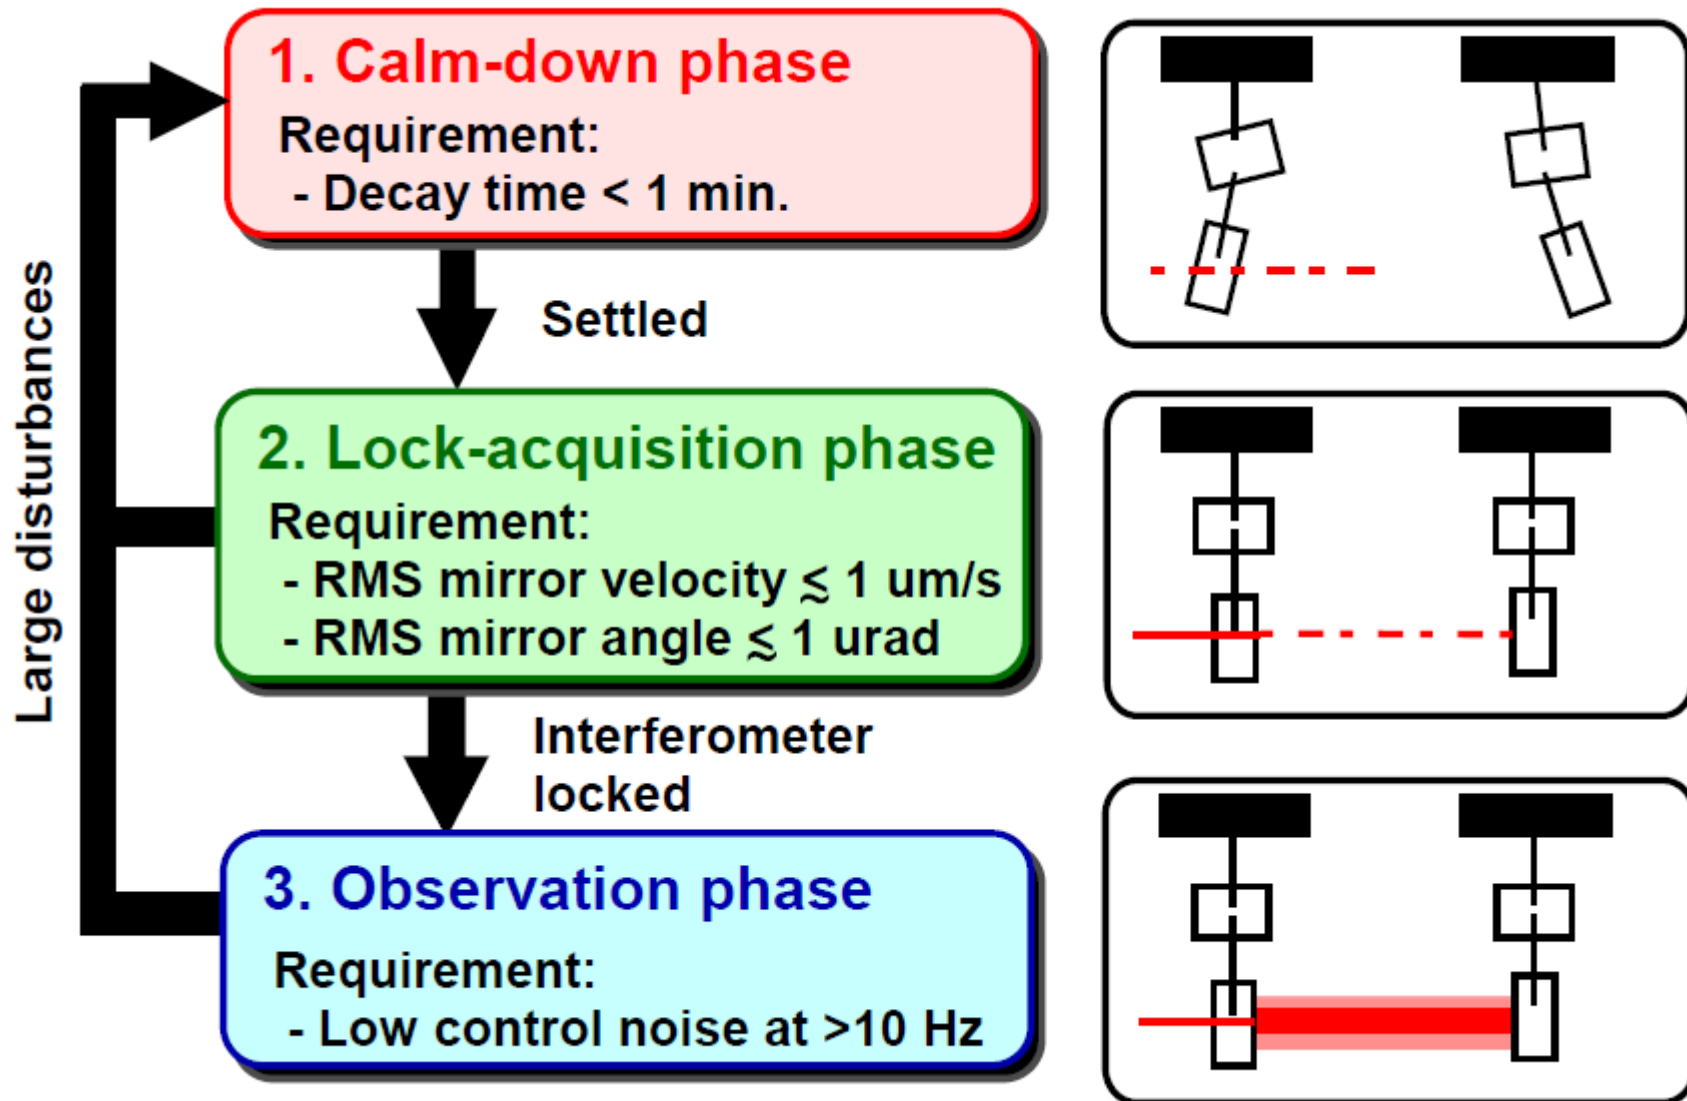 1. Calm-down phase
Requirement:
- Decay time < 1 min.
Settled
Large disturbances
2. Lock-acquisition phase
Requirement:
- RMS mirror velocity ≲ 1 um/s
- RMS mirror angle ≲ 1 urad
Interferometer
locked
3. Observation phase
Requirement:
- Low control noise at >10 Hz